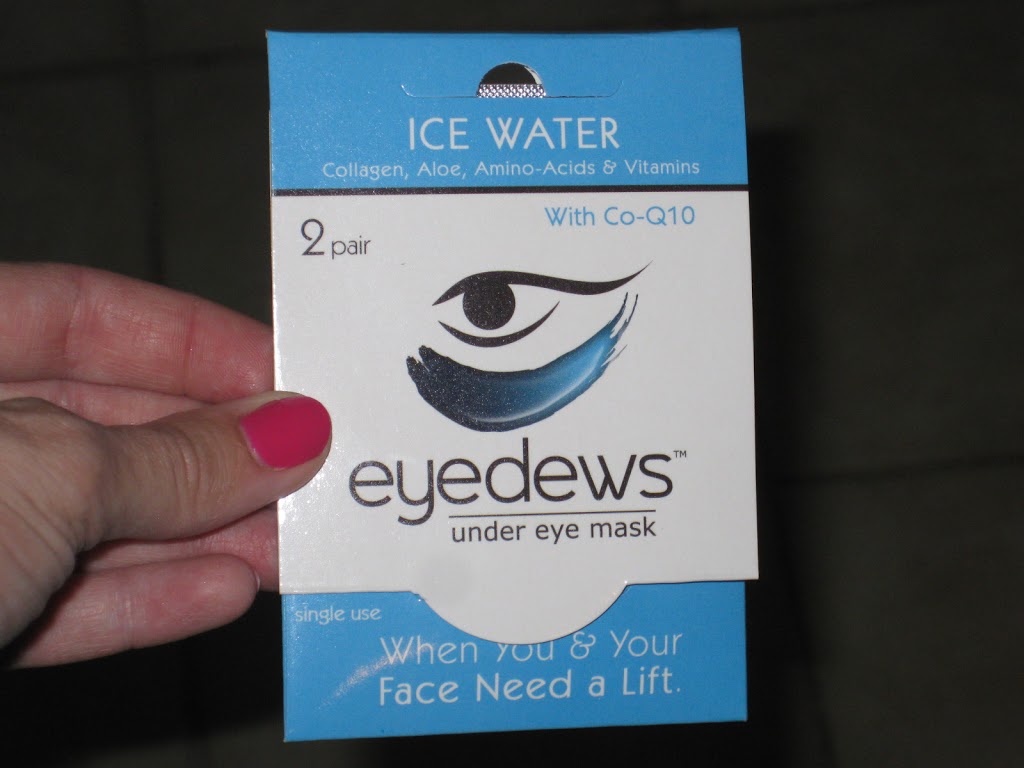 ICE WATER
Collagen, Aloe, Amino-Acids & Vitamins
With Co-Q10
2 pair
eyedews™
under eye mask
single use
When You & Your
Face Need a Lift.